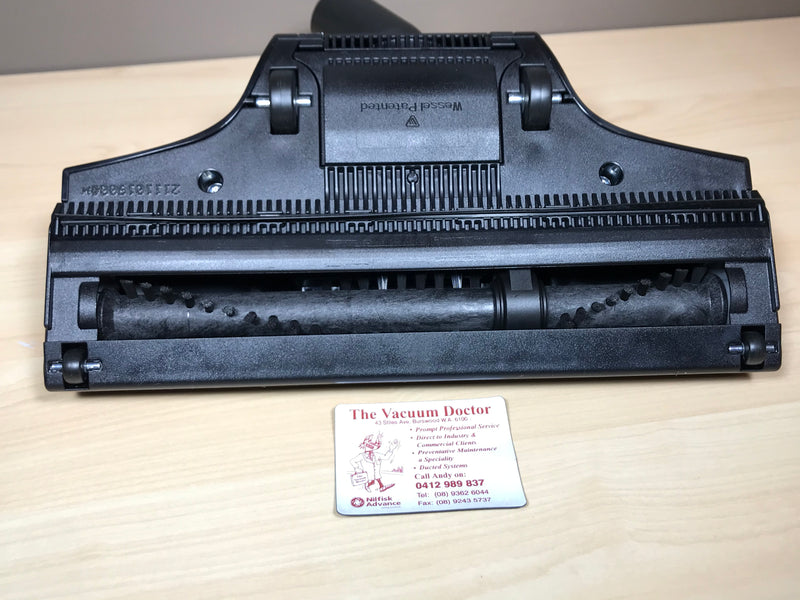 Wessel Patented
The Vacuum Doctor
43 Stiles Ave. Burswood W.A. 6100
• Prompt Professional Service
• Direct to Industry &
Commercial Clients
• Preventative Maintenance
a Speciality
• Ducted Systems
Call Andy on:
0412 989 837
Tel: (08) 9362 6044
Fax: (08) 9243 5737
Nilfisk
Advance